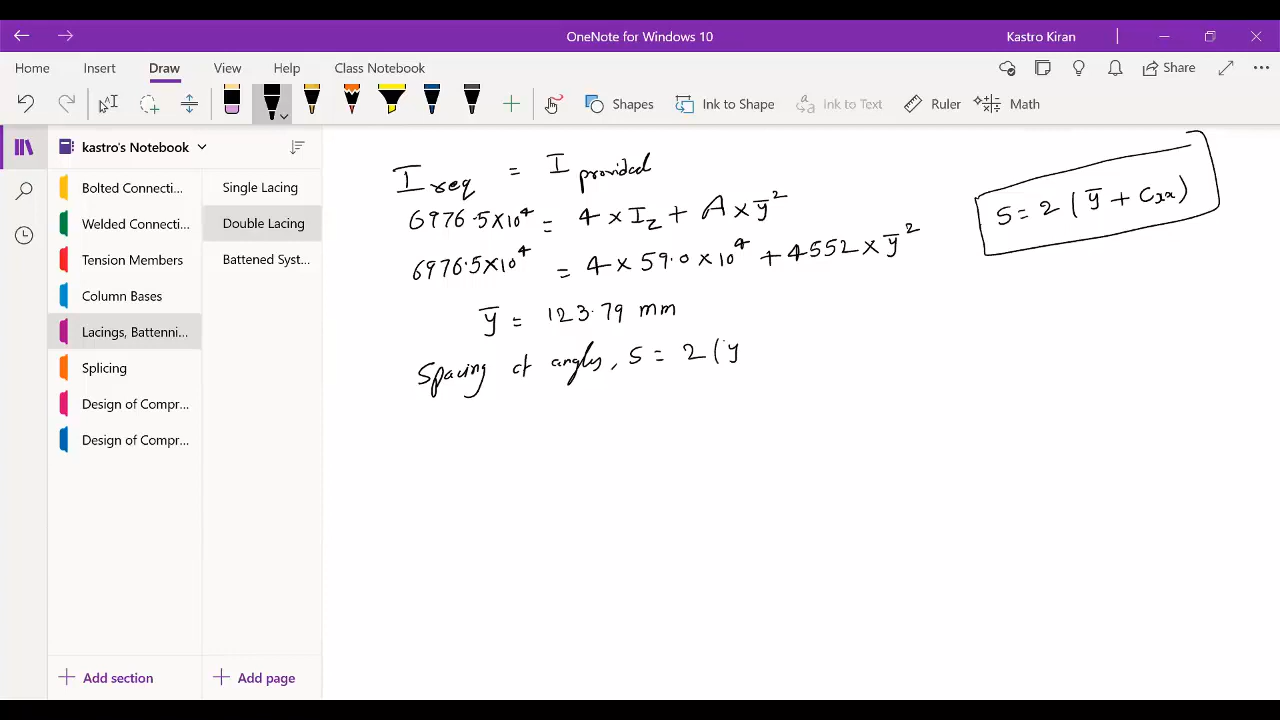 OneNote for Windows 10
Kastro Kiran
Home Insert Draw View Help Class Notebook
Share
Shapes
Ink to Shape
Ink to Text
Ruler
Math
kastro's Notebook
Bolted Connecti...
Welded Connecti...
Tension Members
Column Bases
Lacings, Battenni...
Splicing
Design of Compr...
Design of Compr...
Add section
Single Lacing
Double Lacing
Battened Syst...
Add page
I req = I provided
6976.5×10⁴ = 4 × I_z + A × ȳ²
6976.5×10⁴ = 4 × 59.0 × 10⁴ + 4552 × ȳ²
ȳ = 123.79 mm
Spacing of angles, S = 2 (y
S = 2 ( ȳ + Cxx)